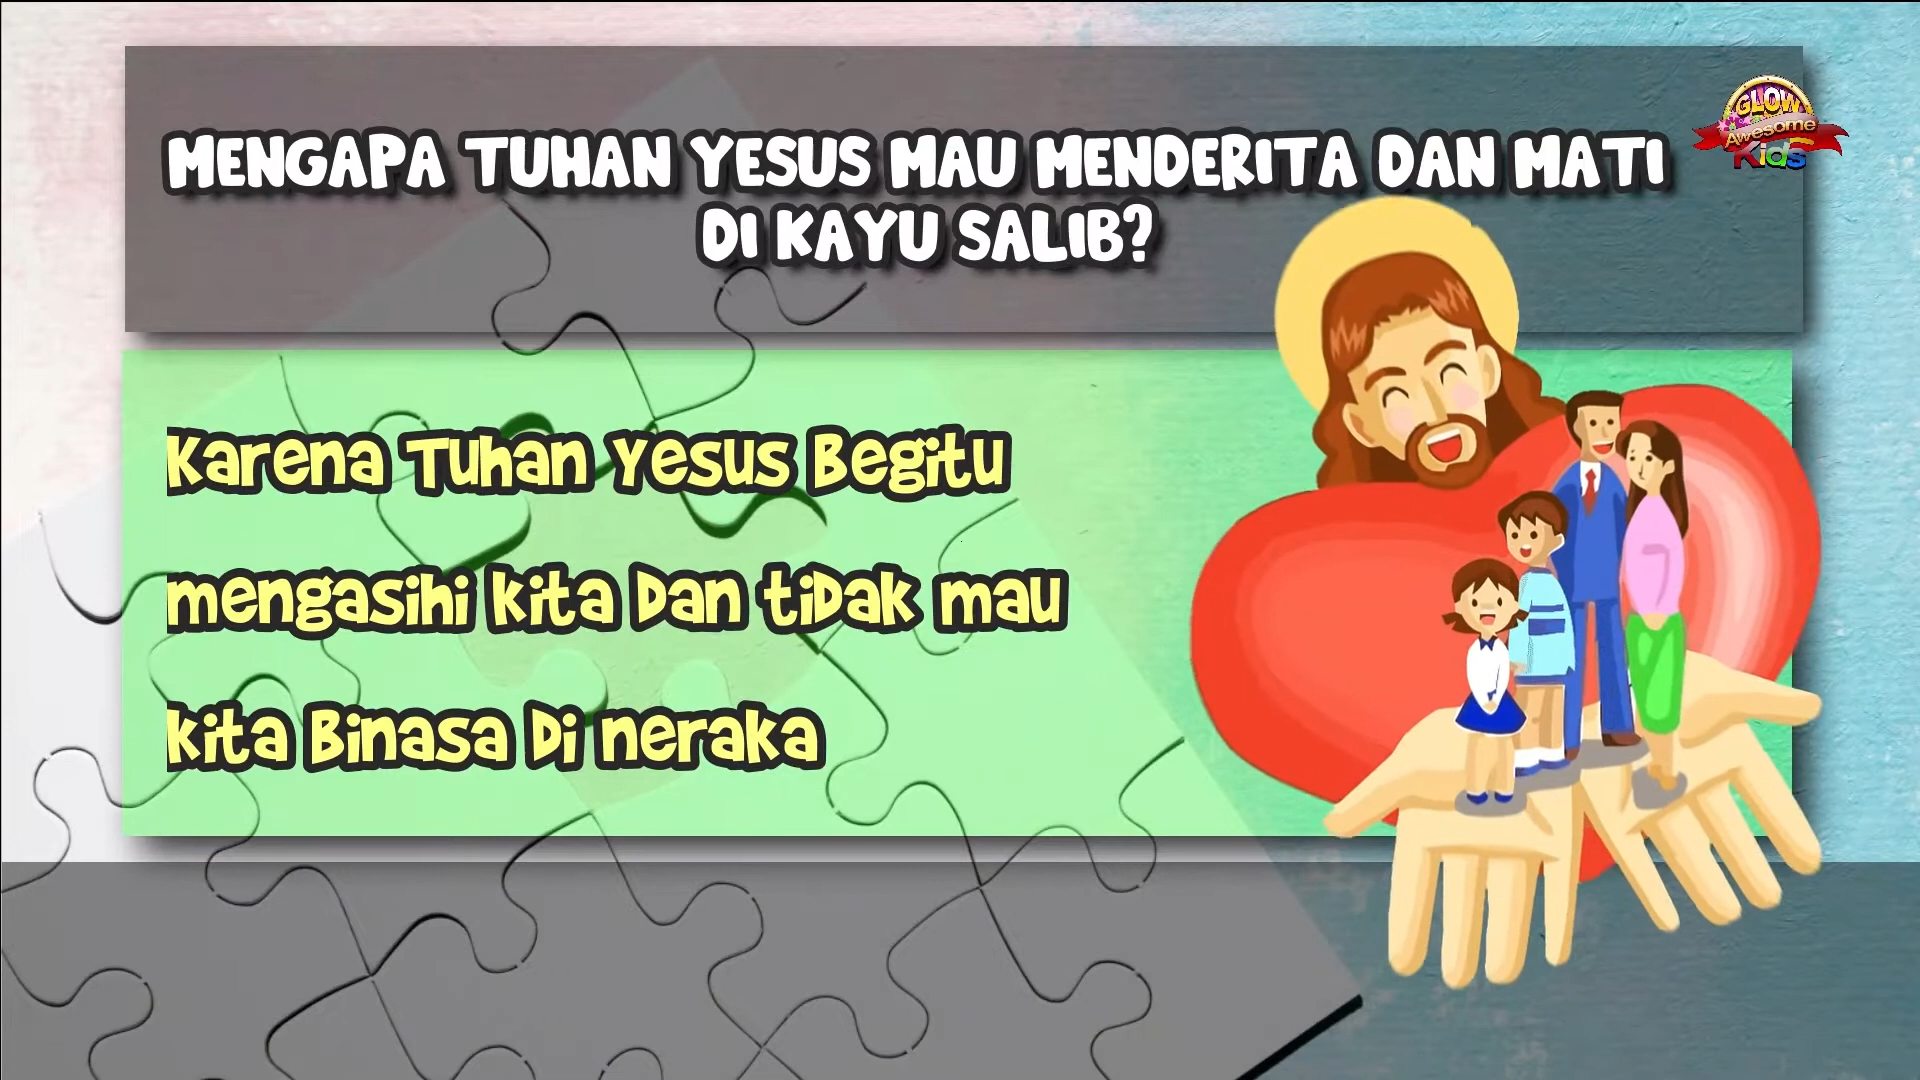 MENGAPA TUHAN YESUS MAU MENDERITA DAN MATI
DI KAYU SALIB?
GLOW
Awesome
Kids
Karena Tuhan Yesus Begitu
mengasihi kita Dan tiDak mau
kita Binasa Di neraka